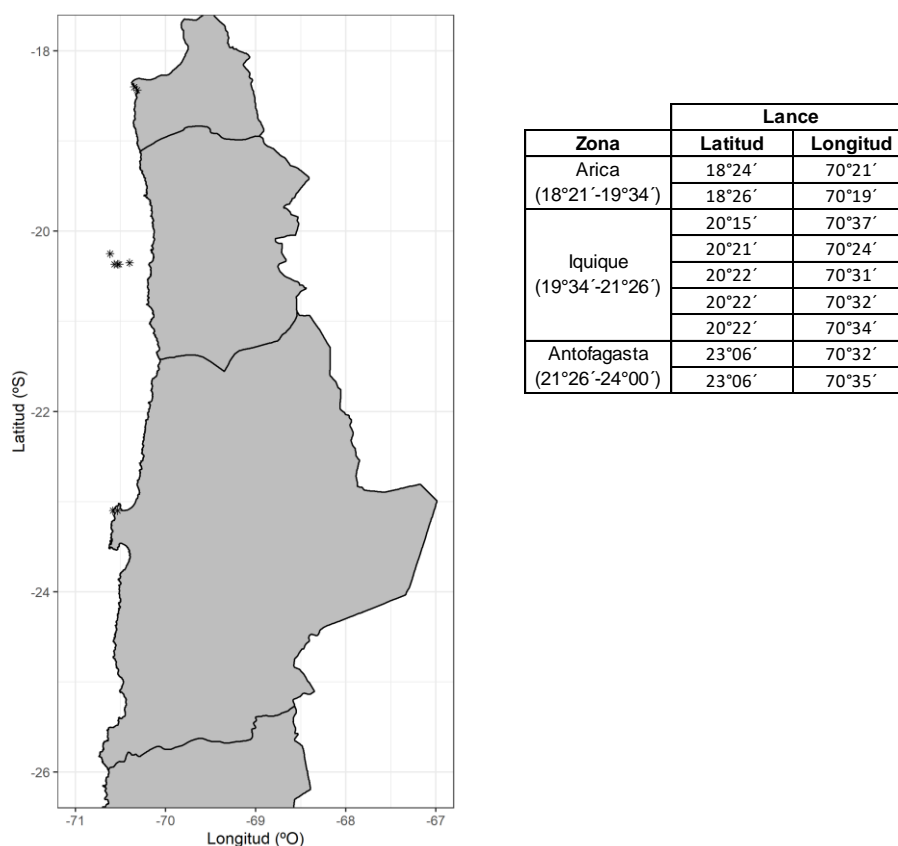 -18
-20
-22
-24
-26
Latitud (ºS)
-71 -70 -69 -68 -67
Longitud (ºO)
Lance
Zona Latitud Longitud
Arica
(18°21´-19°34´)
18°24´ 70°21´
18°26´ 70°19´
Iquique
(19°34´-21°26´)
20°15´ 70°37´
20°21´ 70°24´
20°22´ 70°31´
20°22´ 70°32´
20°22´ 70°34´
Antofagasta
(21°26´-24°00´)
23°06´ 70°32´
23°06´ 70°35´